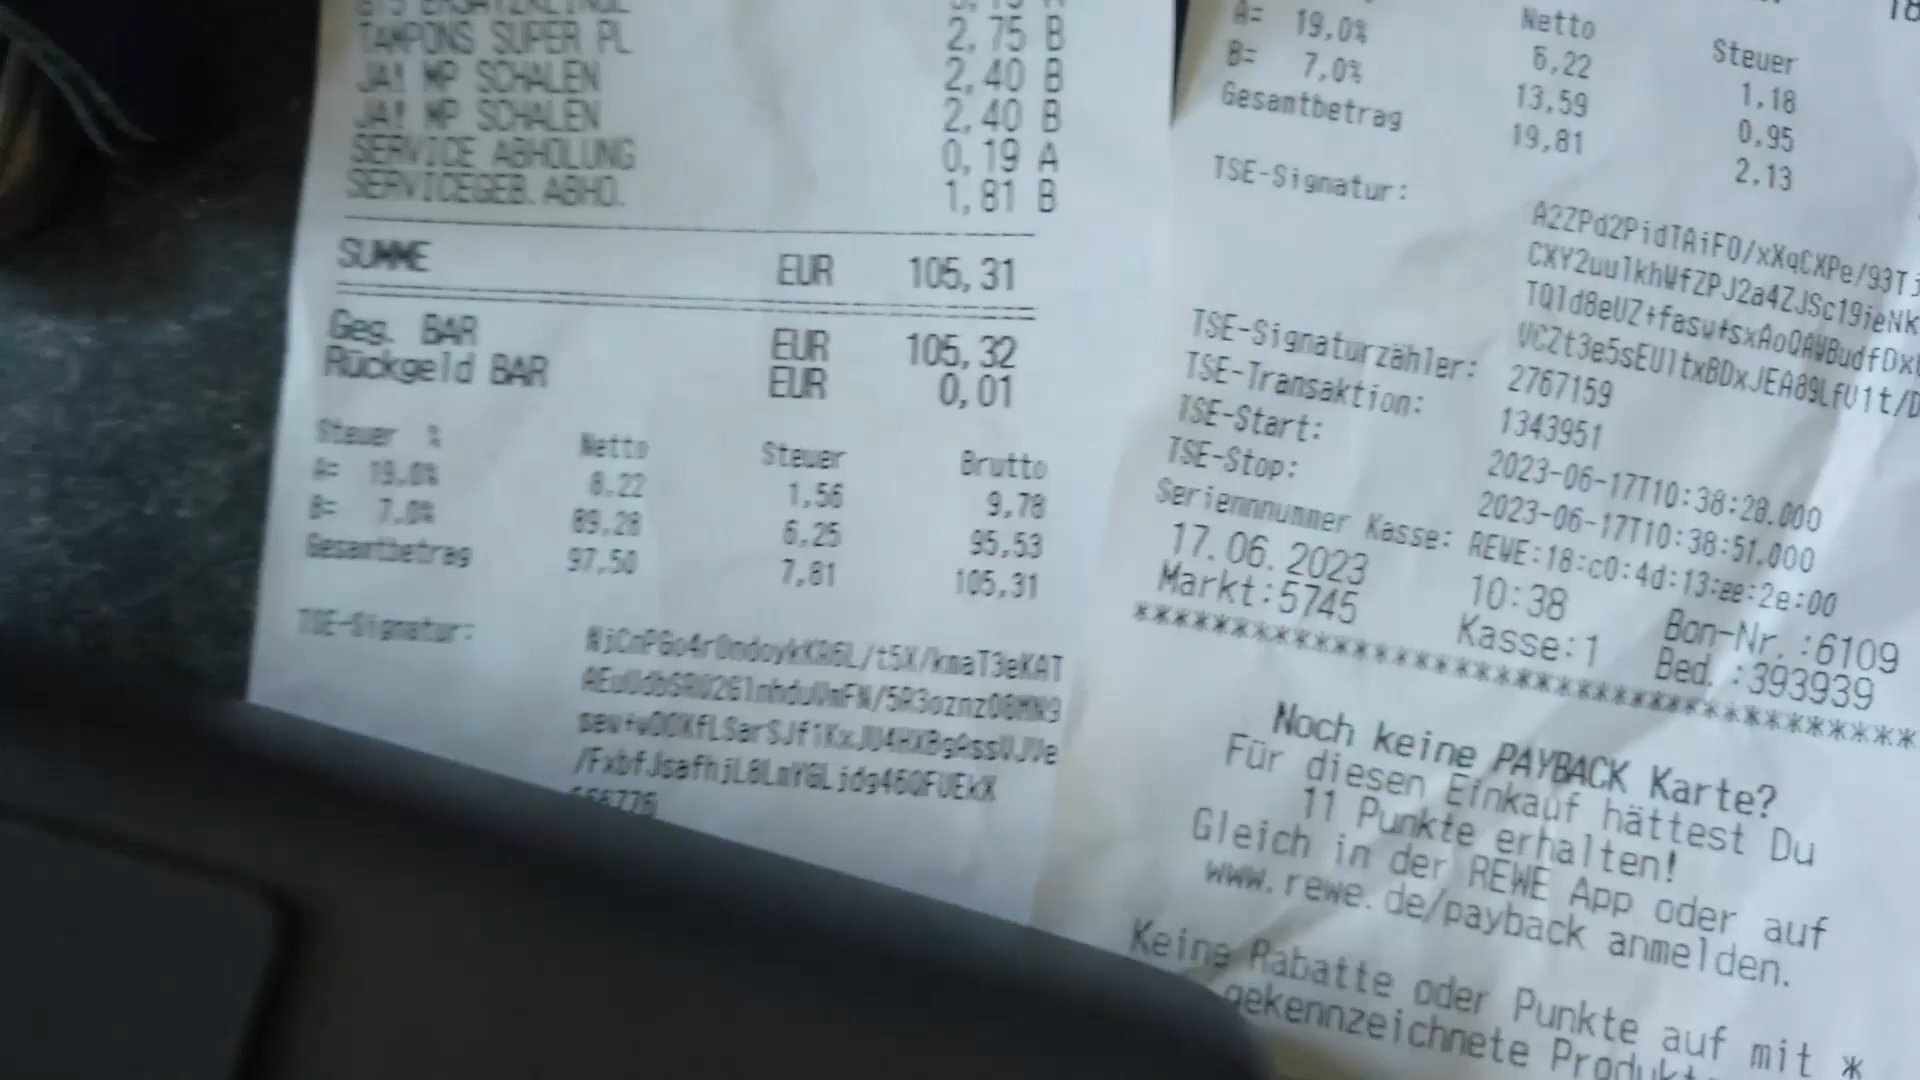 TAMPONS SUPER PL 2,75 B
JA! MP SCHALEN 2,40 B
JA! MP SCHALEN 2,40 B
SERVICE ABHOLUNG 0,19 A
SERVICEGEB. ABHO. 1,81 B
SUMME EUR 105,31
Geg. BAR EUR 105,32
Rückgeld BAR EUR 0,01
Steuer % Netto Steuer Brutto
A= 19,0% 8,22 1,56 9,78
B= 7,0% 89,28 6,25 95,53
Gesamtbetrag 97,50 7,81 105,31
TSE-Signatur:
Netto Steuer
A= 19,0% 6,22 1,18
B= 7,0% 13,59 0,95
Gesamtbetrag 19,81 2,13
TSE-Signatur:
TSE-Signaturzähler: 2767159
TSE-Transaktion: 1343951
TSE-Start: 2023-06-17T10:38:28.000
TSE-Stop: 2023-06-17T10:38:51.000
Seriennnummer Kasse: REWE:18:c0:4d:13:ee:2e:00
17.06.2023 10:38 Bon-Nr.:6109
Markt:5745 Kasse:1 Bed.:393939
Noch keine PAYBACK Karte?
Für diesen Einkauf hättest Du
11 Punkte erhalten!
Gleich in der REWE App oder auf
www.rewe.de/payback anmelden.
Keine Rabatte oder Punkte auf mit *
gekennzeichnete